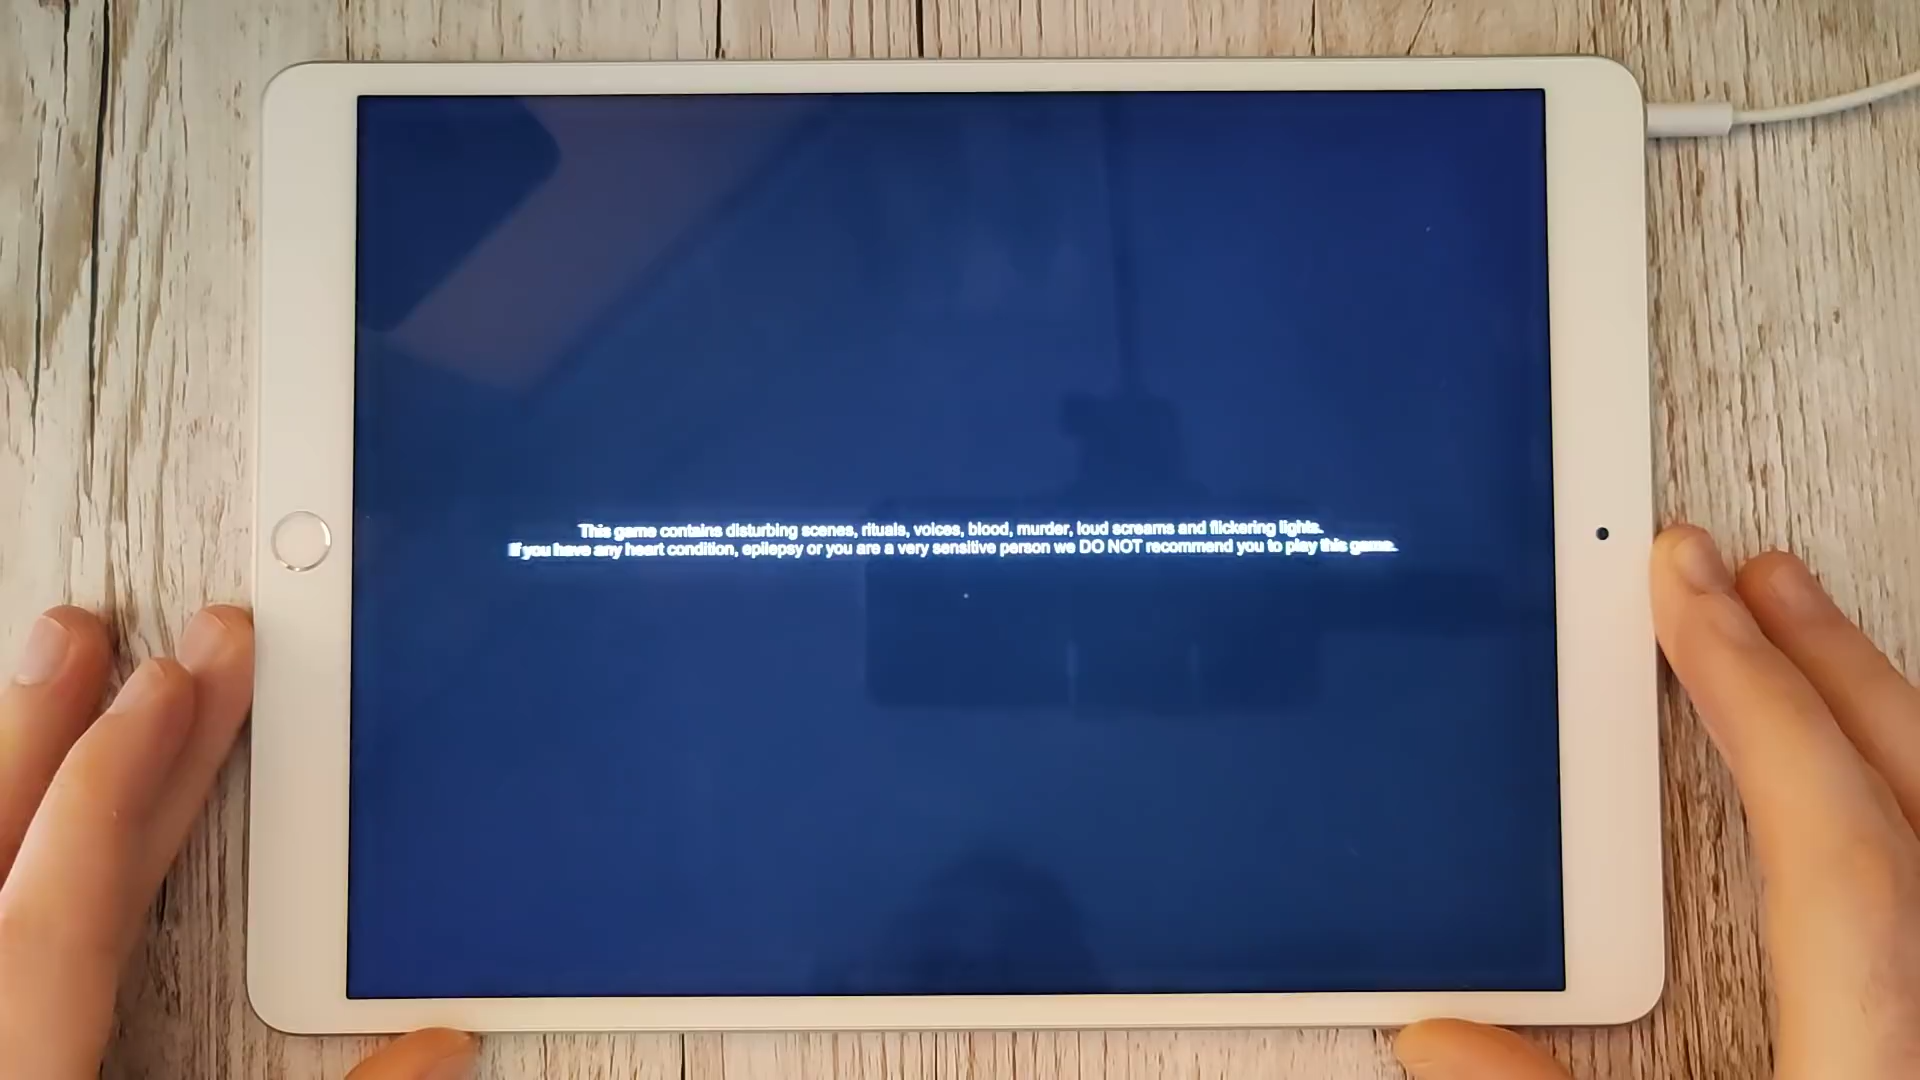 This game contains disturbing scenes, rituals, voices, blood, murder, loud screams and flickering lights.
If you have any heart condition, epilepsy or you are a very sensitive person we DO NOT recommend you to play this game.